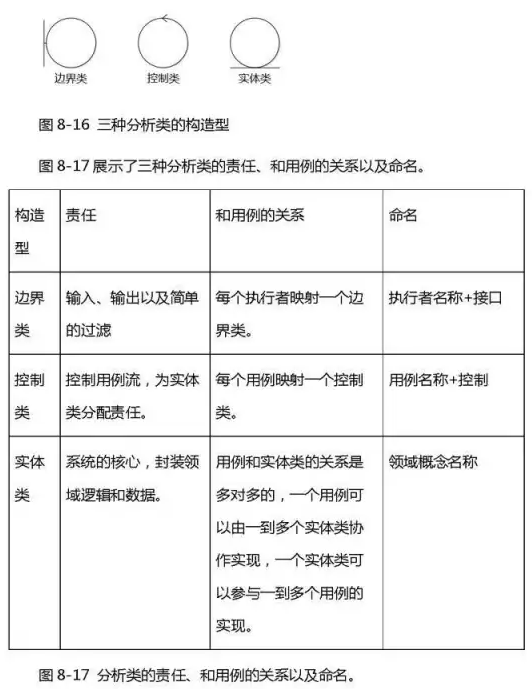 边界类 控制类 实体类
图 8-16 三种分析类的构造型
图 8-17 展示了三种分析类的责任、和用例的关系以及命名。
构造型 责任 和用例的关系 命名
边界类 输入、输出以及简单的过滤 每个执行者映射一个边界类。 执行者名称+接口
控制类 控制用例流，为实体类分配责任。 每个用例映射一个控制类。 用例名称+控制
实体类 系统的核心，封装领域逻辑和数据。 用例和实体类的关系是多对多的，一个用例可以由一到多个实体类协作实现，一个实体类可以参与一到多个用例的实现。 领域概念名称
图 8-17 分析类的责任、和用例的关系以及命名。